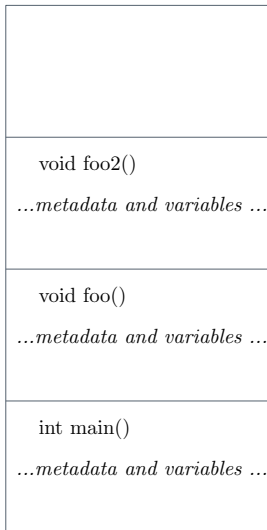 void foo2()
...metadata and variables ...
void foo()
...metadata and variables ...
int main()
...metadata and variables ...